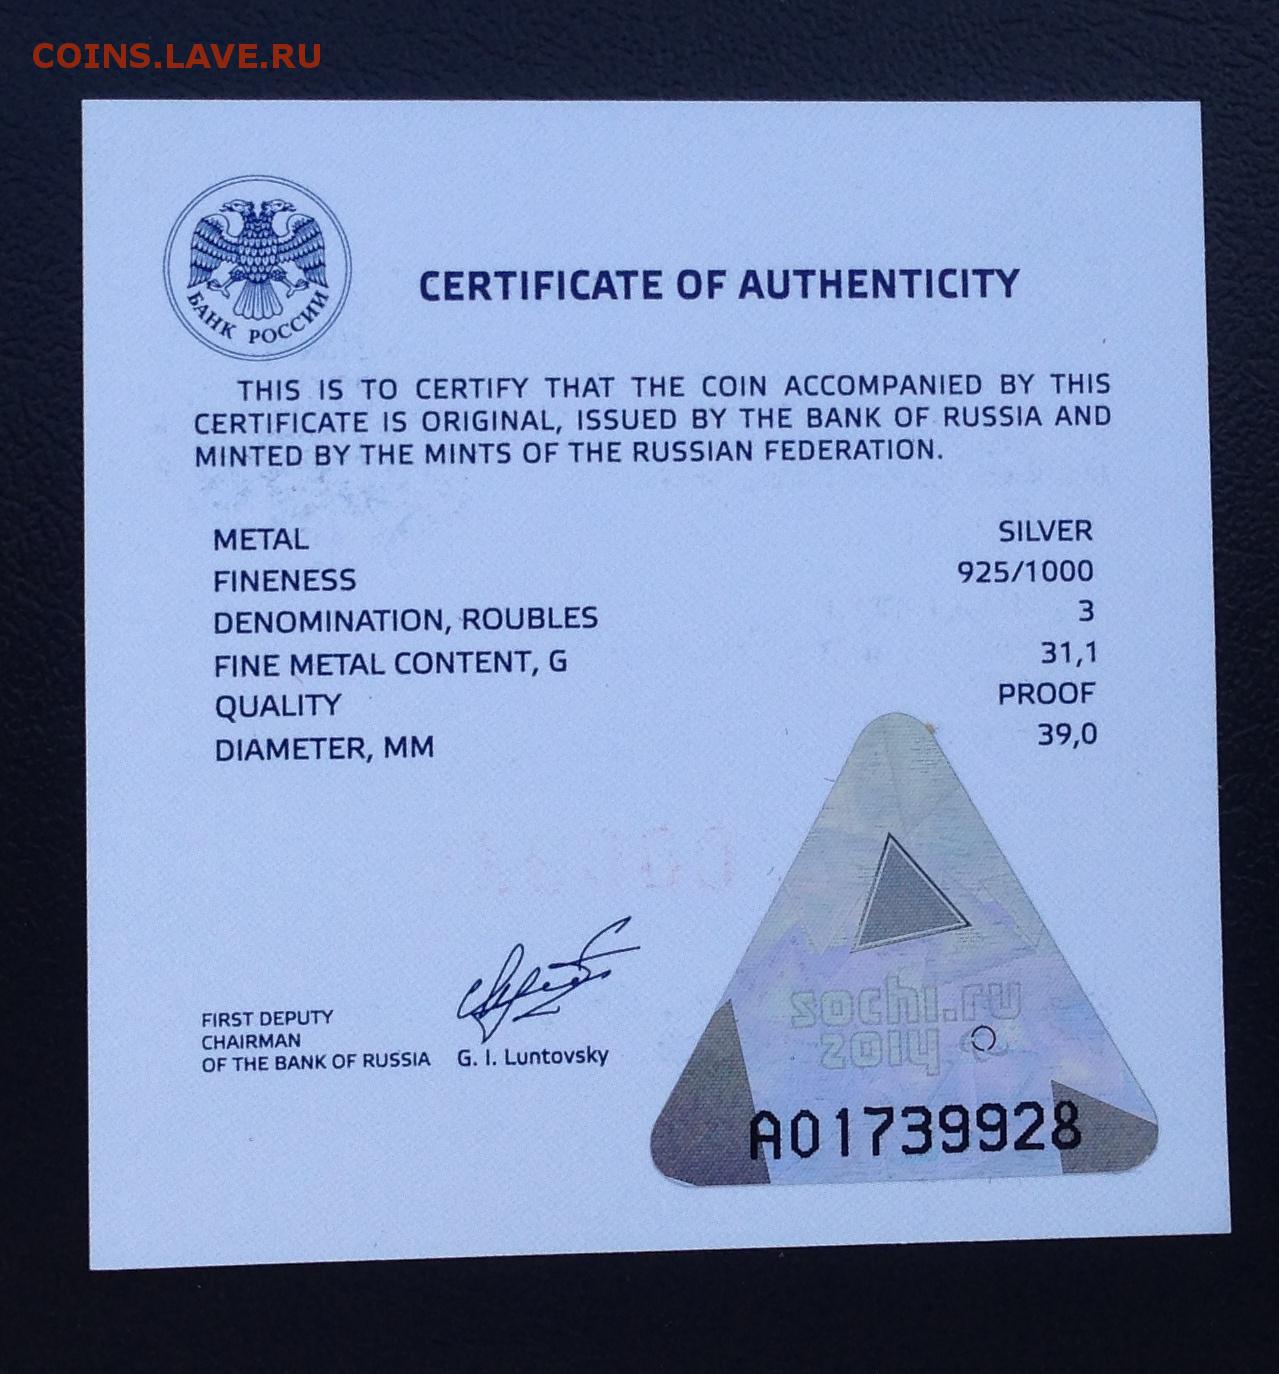 COINS.LAVE.RU
БАНК РОССИИ
CERTIFICATE OF AUTHENTICITY
THIS IS TO CERTIFY THAT THE COIN ACCOMPANIED BY THIS
CERTIFICATE IS ORIGINAL, ISSUED BY THE BANK OF RUSSIA AND
MINTED BY THE MINTS OF THE RUSSIAN FEDERATION.
METAL SILVER
FINENESS 925/1000
DENOMINATION, ROUBLES 3
FINE METAL CONTENT, G 31,1
QUALITY PROOF
DIAMETER, MM 39,0
sochi.ru
2014
FIRST DEPUTY
CHAIRMAN
OF THE BANK OF RUSSIA G. I. Luntovsky
A01739928